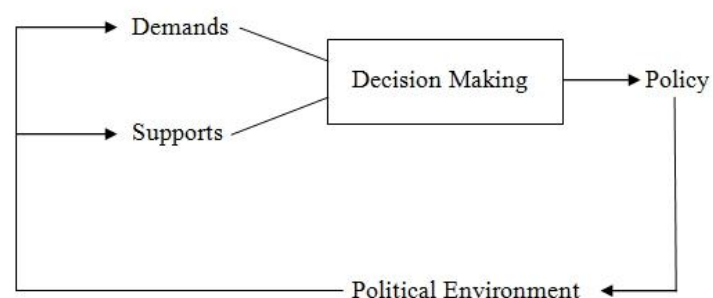 Demands
Decision Making
Policy
Supports
Political Environment